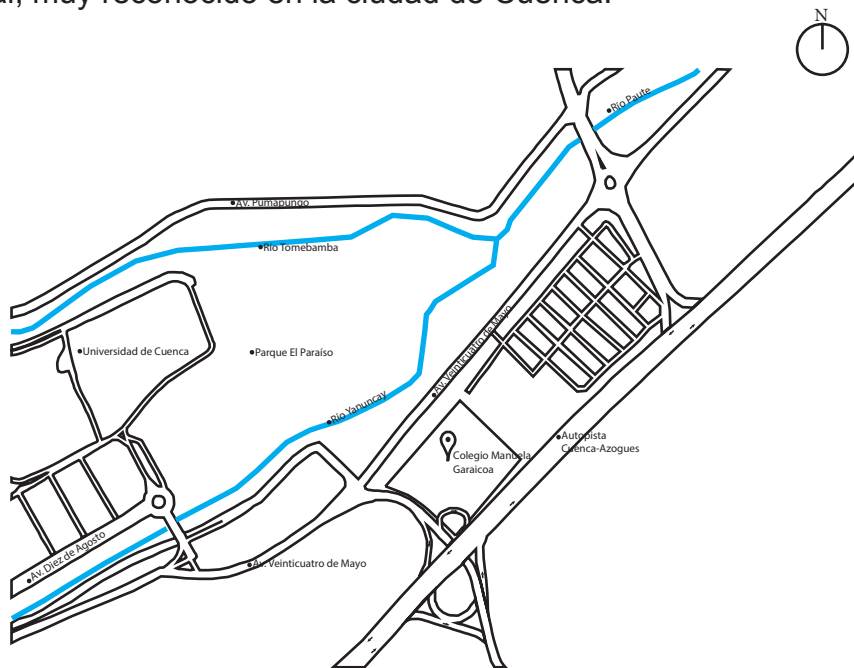 al, muy reconocido en la ciudad de Cuenca.
N
Río Paute
Av. Pumapungo
Río Tomebamba
Av. Veinticuatro de Mayo
Universidad de Cuenca
Parque El Paraíso
Río Yanuncay
Autopista
Cuenca-Azogues
Colegio Manuela
Garaicoa
Av. Diez de Agosto
Av. Veinticuatro de Mayo